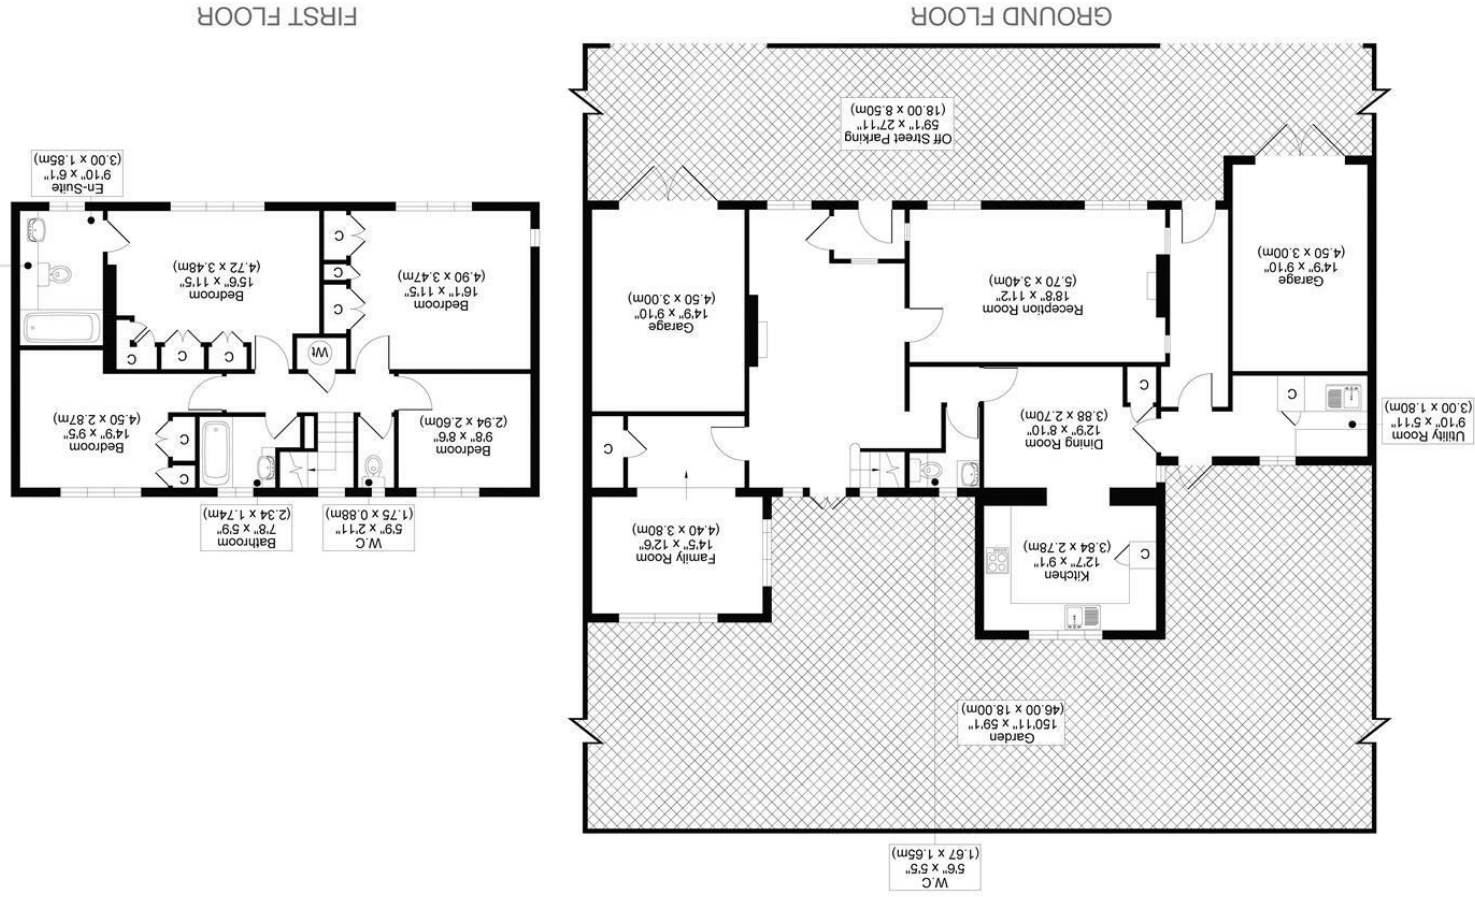 W.C
5'6" x 5'5"
(1.67 x 1.65m)
Garden
150'11" x 59'1"
(46.00 x 18.00m)
Kitchen
12'7" x 9'1"
(3.84 x 2.78m)
C
Family Room
14'5" x 12'6"
(4.40 x 3.80m)
Utility Room
9'10" x 5'11"
(3.00 x 1.80m)
C
Dining Room
12'9" x 8'10"
(3.88 x 2.70m)
C
C
Garage
14'9" x 9'10"
(4.50 x 3.00m)
Reception Room
18'8" x 11'2"
(5.70 x 3.40m)
Garage
14'9" x 9'10"
(4.50 x 3.00m)
Off Street Parking
59'1" x 27'11"
(18.00 x 8.50m)
GROUND FLOOR
W.C
5'9" x 2'11"
(1.75 x 0.88m)
Bathroom
7'8" x 5'9"
(2.34 x 1.74m)
Bedroom
9'8" x 8'6"
(2.94 x 2.60m)
C
C
Bedroom
14'9" x 9'5"
(4.50 x 2.87m)
Wt
C
C
C
Bedroom
16'1" x 11'5"
(4.90 x 3.47m)
C
C
C
Bedroom
15'6" x 11'5"
(4.72 x 3.48m)
En-Suite
9'10" x 6'1"
(3.00 x 1.85m)
FIRST FLOOR